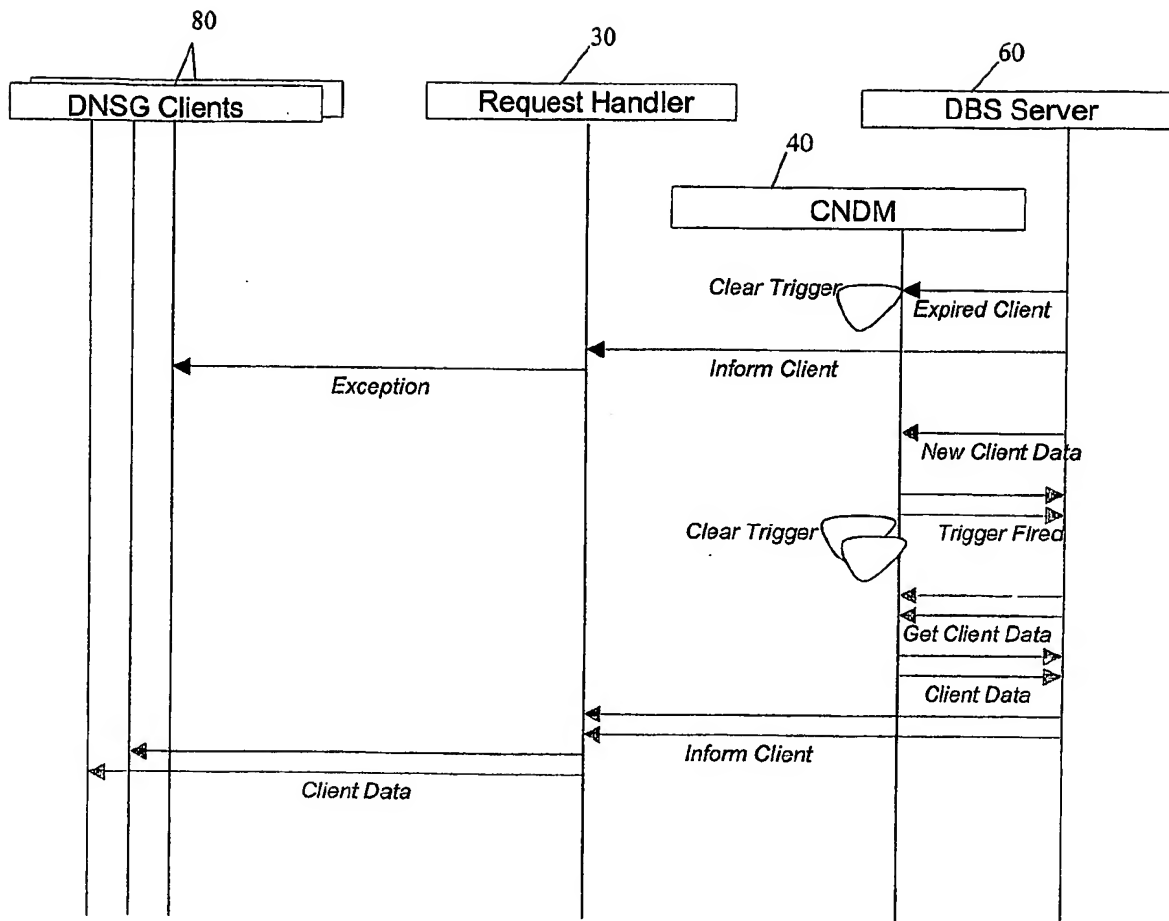 80
30
60
DNSG Clients
Request Handler
DBS Server
40
CNDM
Clear Trigger
Expired Client
Inform Client
Exception
New Client Data
Clear Trigger
Trigger Fired
Get Client Data
Client Data
Inform Client
Client Data